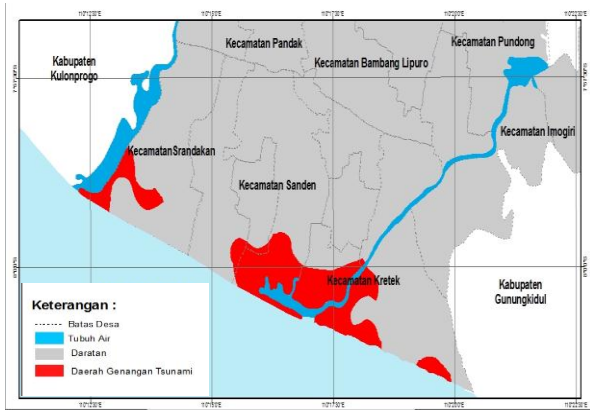 Kecamatan Pandak
Kecamatan Pundong
Kabupaten
Kulonprogo
Kecamatan Bambang Lipuro
Kecamatan Imogiri
KecamatanSrandakan
Kecamatan Sanden
Kecamatan Kretek
Kabupaten
Gunungkidul
Keterangan :
Batas Desa
Tubuh Air
Daratan
Daerah Genangan Tsunami